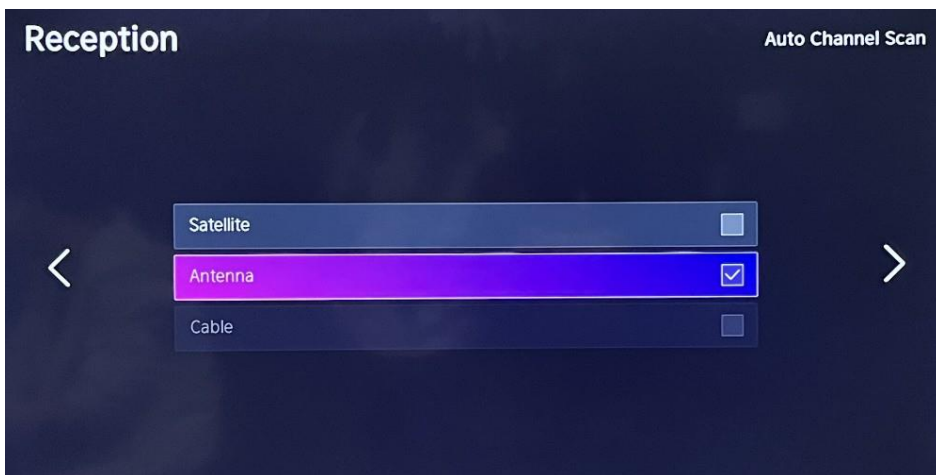 Reception
Auto Channel Scan
Satellite
Antenna
Cable